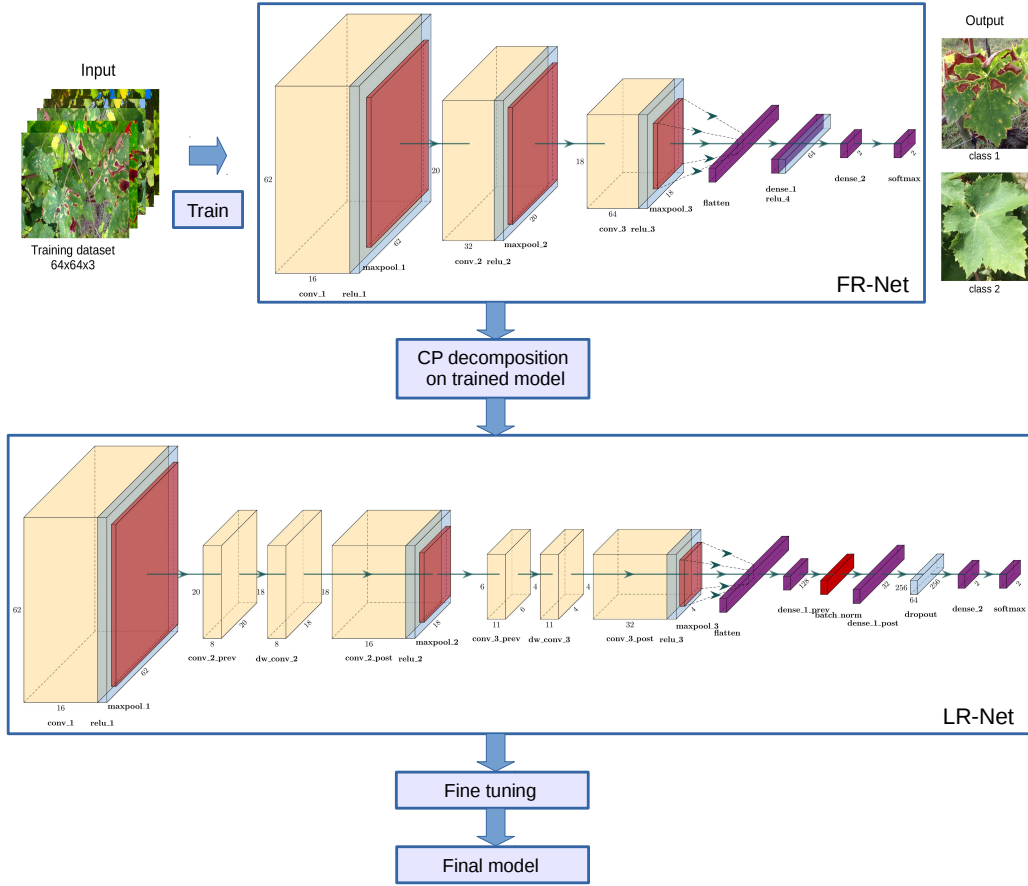 Input
Training dataset
64x64x3
Train
62
16
conv_1
relu_1
maxpool_1
62
20
32
conv_2
relu_2
maxpool_2
20
18
64
conv_3
relu_3
maxpool_3
18
flatten
dense_1
relu_4
64
dense_2
2
softmax
2
FR-Net
Output
class 1
class 2
CP decomposition
on trained model
62
16
conv_1
relu_1
maxpool_1
62
20
8
conv_2_prev
20
18
8
dw_conv_2
18
18
16
conv_2_post
relu_2
maxpool_2
18
6
11
conv_3_prev
6
4
11
dw_conv_3
4
4
32
conv_3_post
relu_3
maxpool_3
4
flatten
dense_1_prev
128
batch_norm
dense_1_post
32
256
64
dropout
256
dense_2
2
softmax
2
LR-Net
Fine tuning
Final model